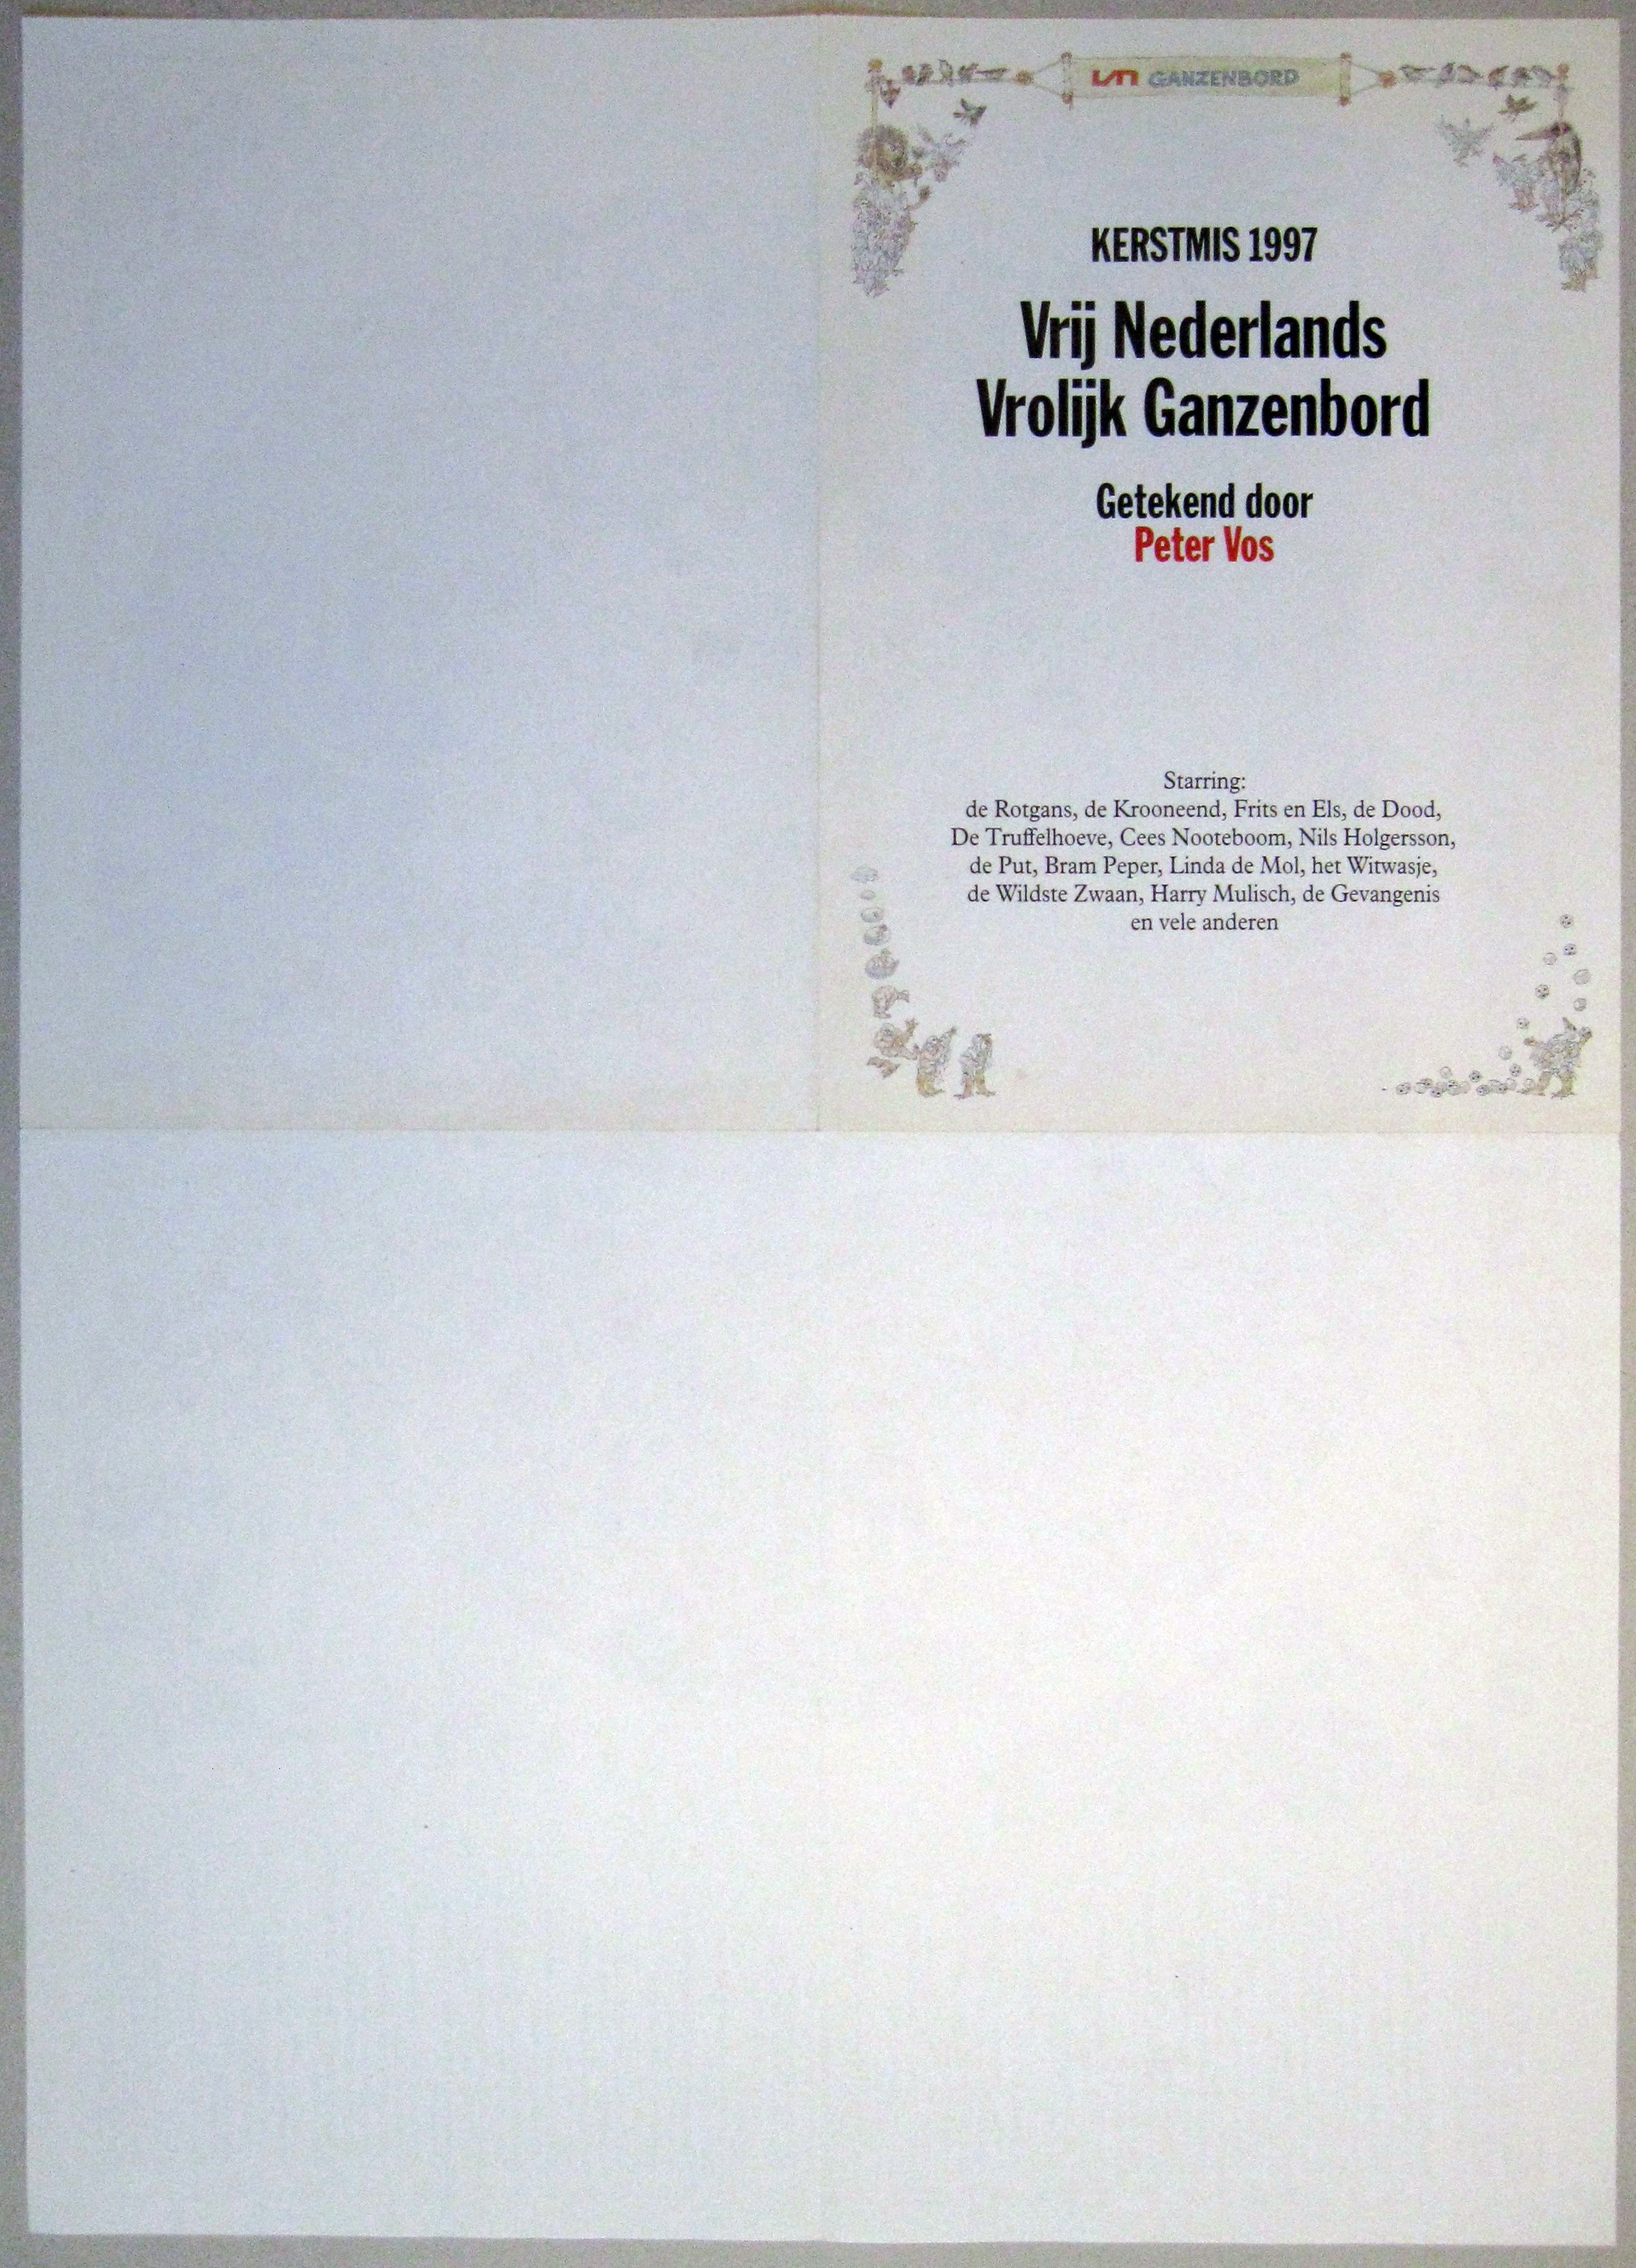 VN GANZENBORD
KERSTMIS 1997
Vrij Nederlands
Vrolijk Ganzenbord
Getekend door
Peter Vos
Starring:
de Rotgans, de Krooneend, Frits en Els, de Dood,
De Truffelhoeve, Cees Nooteboom, Nils Holgersson,
de Put, Bram Peper, Linda de Mol, het Witwasje,
de Wildste Zwaan, Harry Mulisch, de Gevangenis
en vele anderen